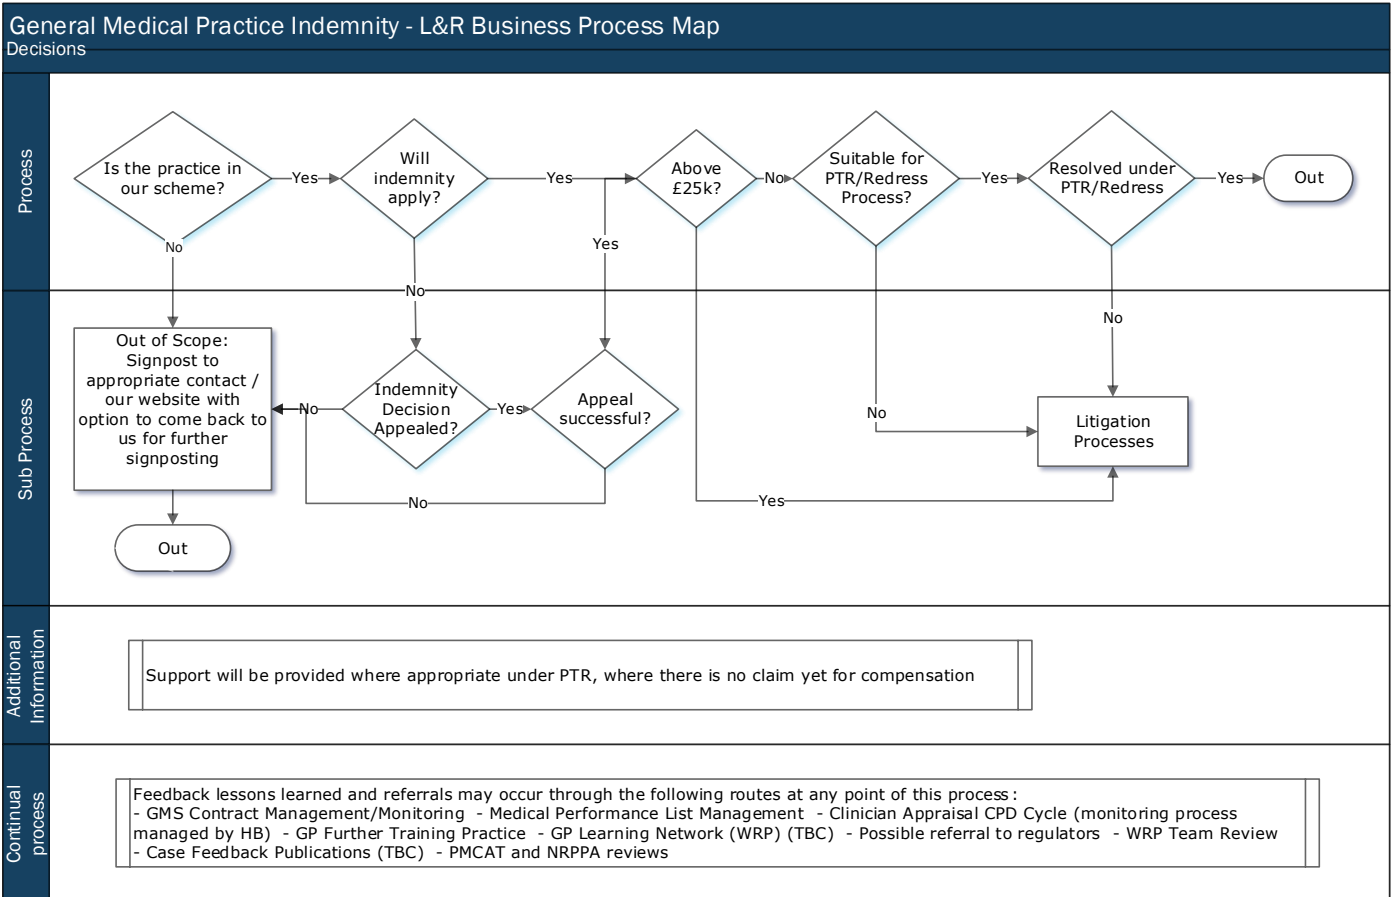 General Medical Practice Indemnity - L&R Business Process Map
Decisions
Process
Is the practice in
our scheme?
Yes
Will
indemnity
apply?
Yes
Above
£25k?
No
Suitable for
PTR/Redress
Process?
Yes
Resolved under
PTR/Redress
Yes
Out
No
Yes
No
No
Sub Process
Out of Scope:
Signpost to
appropriate contact /
our website with
option to come back to
us for further
signposting
No
Indemnity
Decision
Appealed?
Yes
Appeal
successful?
No
Litigation
Processes
No
Yes
Out
Additional
Information
Support will be provided where appropriate under PTR, where there is no claim yet for compensation
Continual
process
Feedback lessons learned and referrals may occur through the following routes at any point of this process:
- GMS Contract Management/Monitoring - Medical Performance List Management - Clinician Appraisal CPD Cycle (monitoring process
managed by HB) - GP Further Training Practice - GP Learning Network (WRP) (TBC) - Possible referral to regulators - WRP Team Review
- Case Feedback Publications (TBC) - PMCAT and NRPPA reviews